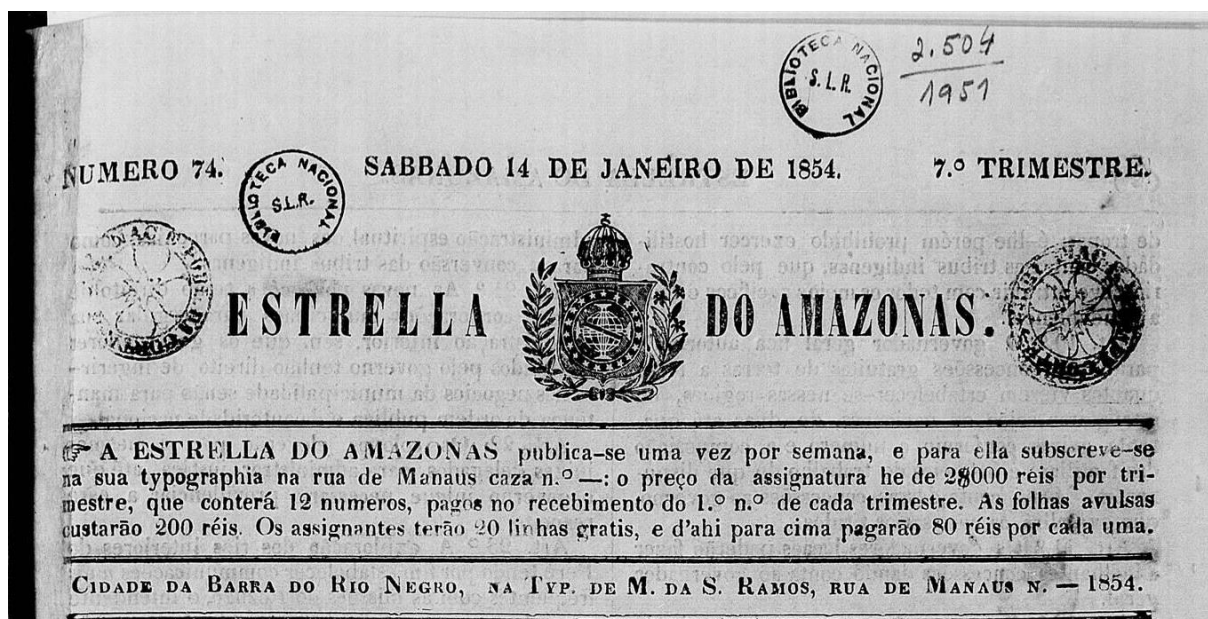 BIBLIOTECA NACIONAL
S. L. R.
2.504
1951
NUMERO 74.
BIBLIOTECA NACIONAL
S.L.R.
SABBADO 14 DE JANEIRO DE 1854.
7.º TRIMESTRE.
ESTRELLA DO AMAZONAS.
☞ A ESTRELLA DO AMAZONAS publica-se uma vez por semana, e para ella subscreve-se
na sua typographia na rua de Manaus caza n.º —: o preço da assignatura he de 2$000 réis por tri-
mestre, que conterá 12 numeros, pagos no recebimento do 1.º n.º de cada trimestre. As folhas avulsas
custarão 200 réis. Os assignantes terão 20 linhas gratis, e d'ahi para cima pagarão 80 réis por cada uma.
CIDADE DA BARRA DO RIO NEGRO, NA TYP. DE M. DA S. RAMOS, RUA DE MANAUS N. — 1854.